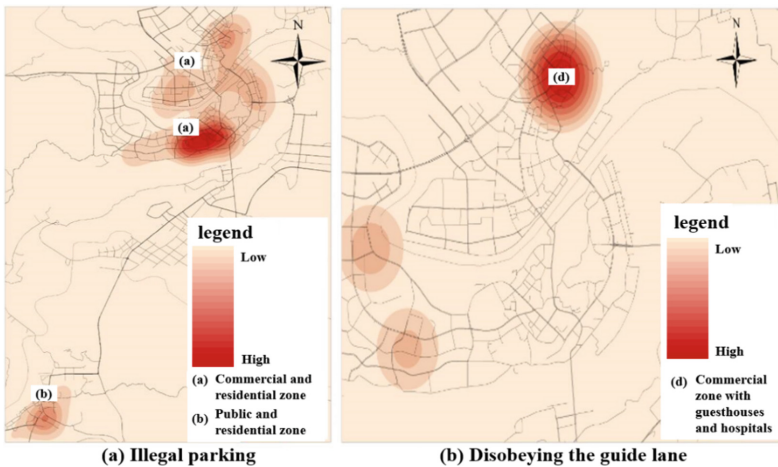 N
(a)
(a)
legend
Low
High
(a) Commercial and
residential zone
(b) Public and
residential zone
(b)
(a) Illegal parking
N
(d)
legend
Low
High
(d) Commercial
zone with
guesthouses
and hospitals
(b) Disobeying the guide lane